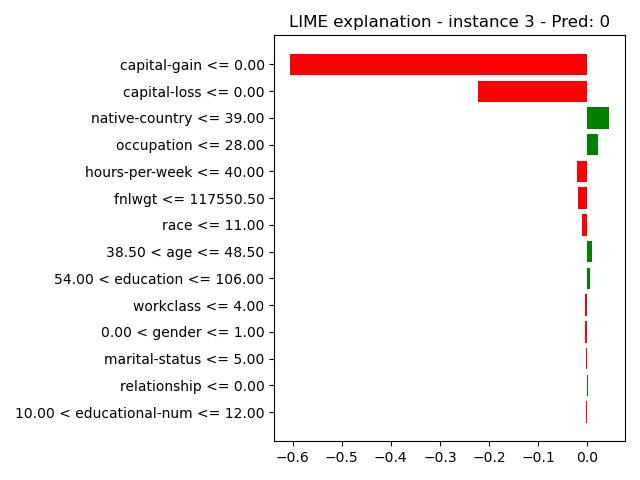 LIME explanation - instance 3 - Pred: 0
capital-gain <= 0.00
capital-loss <= 0.00
native-country <= 39.00
occupation <= 28.00
hours-per-week <= 40.00
fnlwgt <= 117550.50
race <= 11.00
38.50 < age <= 48.50
54.00 < education <= 106.00
workclass <= 4.00
0.00 < gender <= 1.00
marital-status <= 5.00
relationship <= 0.00
10.00 < educational-num <= 12.00
−0.6 −0.5 −0.4 −0.3 −0.2 −0.1 0.0